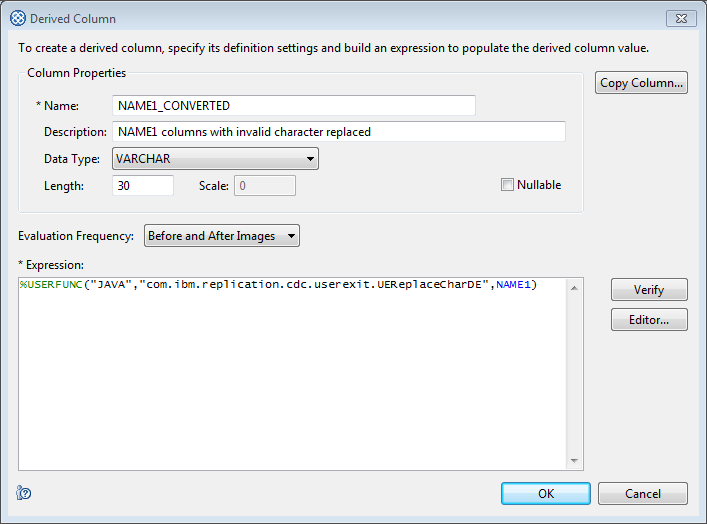 Derived Column
To create a derived column, specify its definition settings and build an expression to populate the derived column value.
Column Properties
Copy Column...
* Name: NAME1_CONVERTED
Description: NAME1 columns with invalid character replaced
Data Type: VARCHAR
Length: 30 Scale: 0 Nullable
Evaluation Frequency: Before and After Images
* Expression:
%USERFUNC("JAVA","com.ibm.replication.cdc.userexit.UEReplaceCharDE",NAME1)
Verify
Editor...
OK Cancel